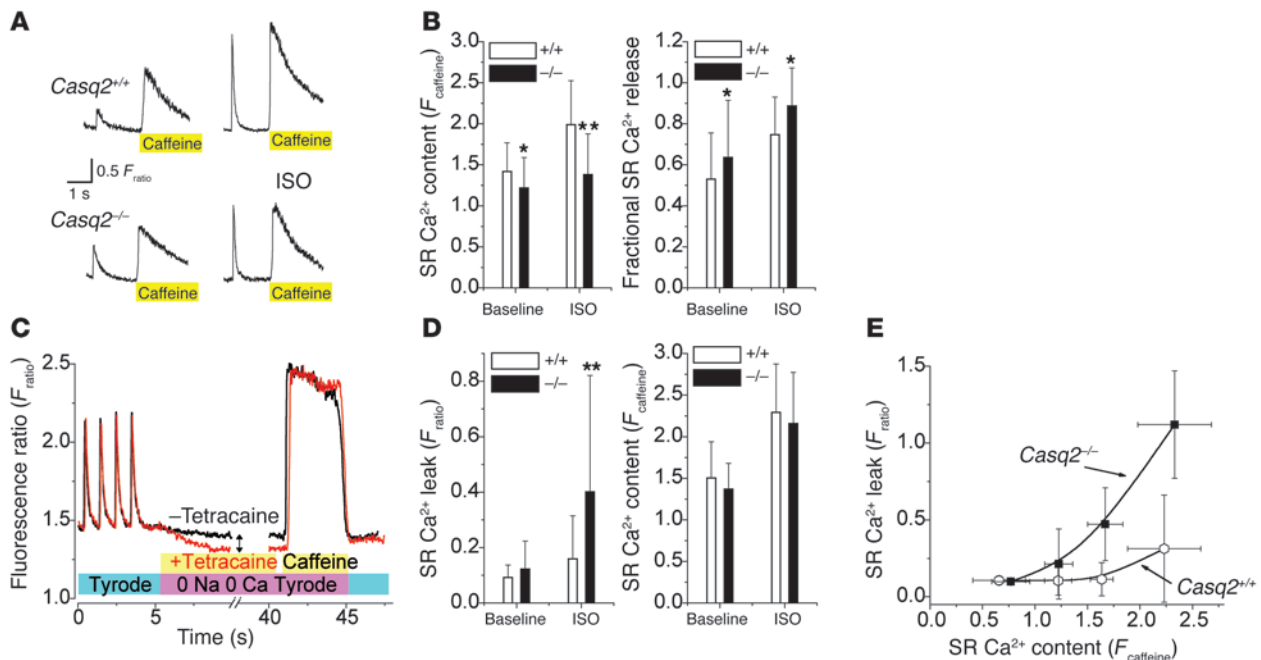 A
Casq2+/+
Caffeine
Caffeine
0.5 Fratio
1 s
ISO
Casq2–/–
Caffeine
Caffeine
B
SR Ca2+ content (Fcaffeine)
3.0
2.5
2.0
1.5
1.0
0.5
0.0
+/+
–/–
*
**
Baseline
ISO
Fractional SR Ca2+ release
1.2
1.0
0.8
0.6
0.4
0.2
0.0
+/+
–/–
*
*
Baseline
ISO
C
Fluorescence ratio (Fratio)
2.5
2.0
1.5
1.0
–Tetracaine
+Tetracaine
Caffeine
Tyrode
0 Na 0 Ca Tyrode
0
5
40
45
Time (s)
D
SR Ca2+ leak (Fratio)
0.8
0.6
0.4
0.2
0.0
+/+
–/–
**
Baseline
ISO
SR Ca2+ content (Fcaffeine)
3.0
2.5
2.0
1.5
1.0
0.5
0.0
+/+
–/–
Baseline
ISO
E
SR Ca2+ leak (Fratio)
1.5
1.0
0.5
0.0
Casq2–/–
Casq2+/+
0.0
0.5
1.0
1.5
2.0
2.5
SR Ca2+ content (Fcaffeine)